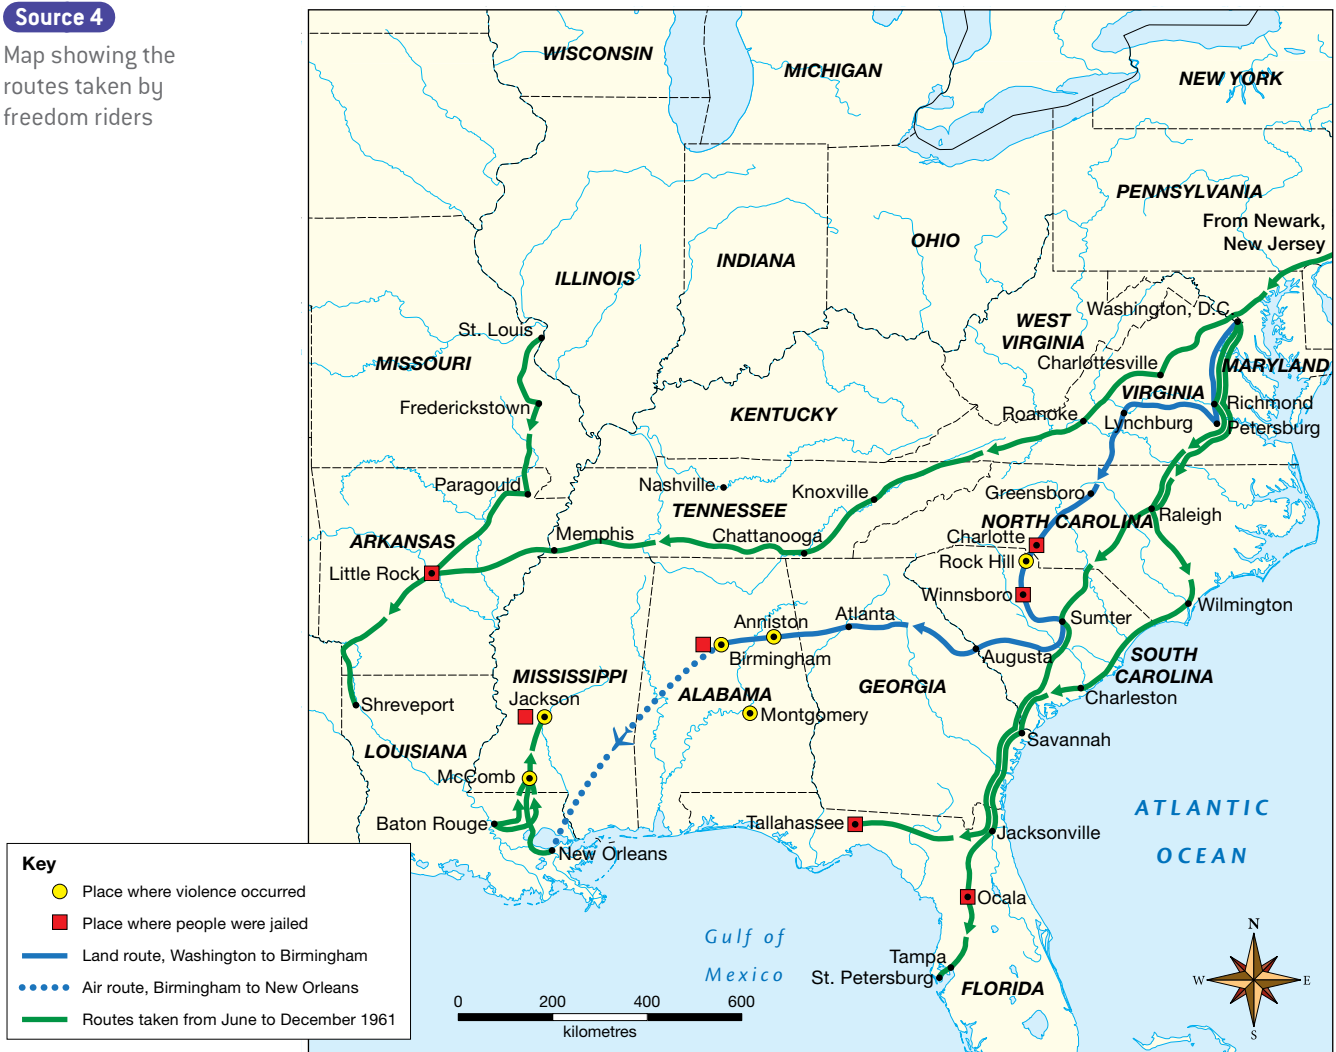 Source 4
Map showing the
routes taken by
freedom riders
WISCONSIN
MICHIGAN
NEW YORK
PENNSYLVANIA
From Newark,
New Jersey
OHIO
INDIANA
ILLINOIS
Washington, D.C.
WEST
VIRGINIA
St. Louis
MISSOURI
Charlottesville
MARYLAND
VIRGINIA
Fredericktown
KENTUCKY
Roanoke
Lynchburg
Richmond
Petersburg
Paragould
Nashville
Knoxville
Greensboro
TENNESSEE
NORTH CAROLINA
Raleigh
ARKANSAS
Memphis
Chattanooga
Charlotte
Little Rock
Rock Hill
Winnsboro
Wilmington
Anniston
Atlanta
Sumter
Birmingham
Augusta
SOUTH
CAROLINA
MISSISSIPPI
Jackson
ALABAMA
GEORGIA
Charleston
Shreveport
Montgomery
Savannah
LOUISIANA
McComb
ATLANTIC
OCEAN
Baton Rouge
Tallahassee
Jacksonville
New Orleans
Ocala
Gulf of
Mexico
Tampa
St. Petersburg
FLORIDA
Key
Place where violence occurred
Place where people were jailed
Land route, Washington to Birmingham
Air route, Birmingham to New Orleans
Routes taken from June to December 1961
0 200 400 600
kilometres
N
W E
S